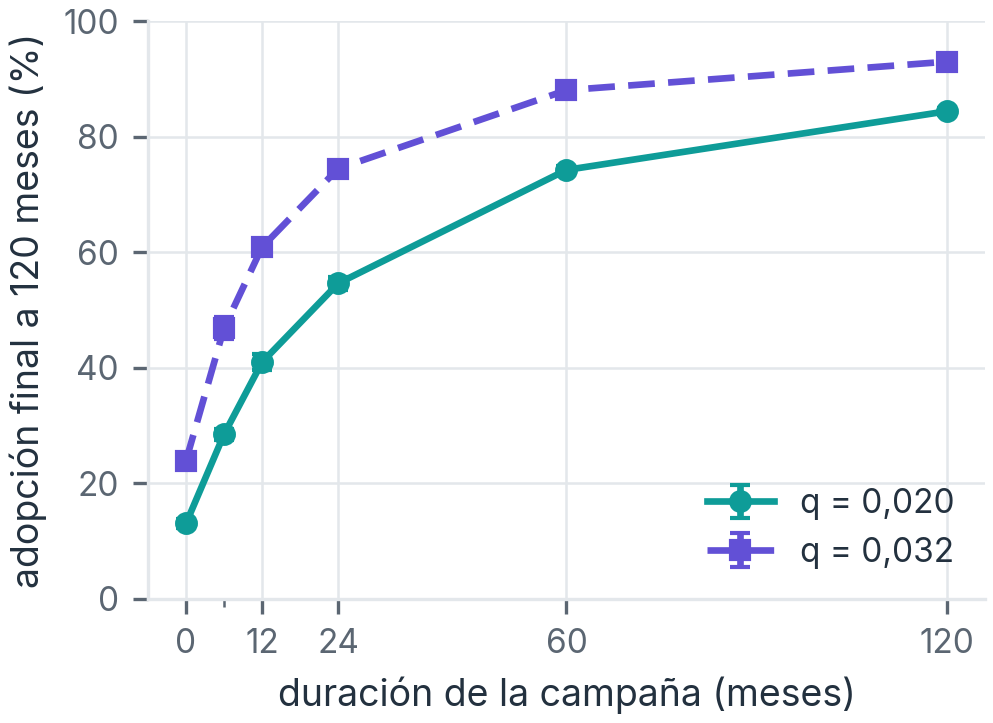 adopción final a 120 meses (%)
100
80
60
40
20
0
q = 0,020
q = 0,032
0 12 24 60 120
duración de la campaña (meses)